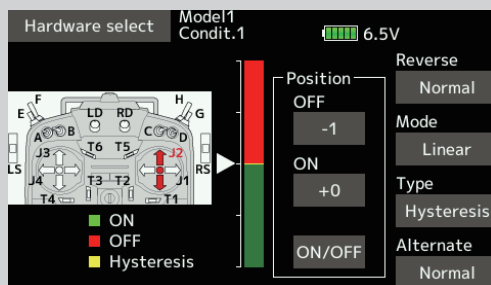 Hardware select
Model1
Condit.1
6.5V
F
E
H
G
LD RD
A B
C D
T6 T5
J3
J2
LS
RS
J4
T3 T2
J1
T4
T1
ON
OFF
Hysteresis
Position
OFF
-1
ON
+0
ON/OFF
Reverse
Normal
Mode
Linear
Type
Hysteresis
Alternate
Normal